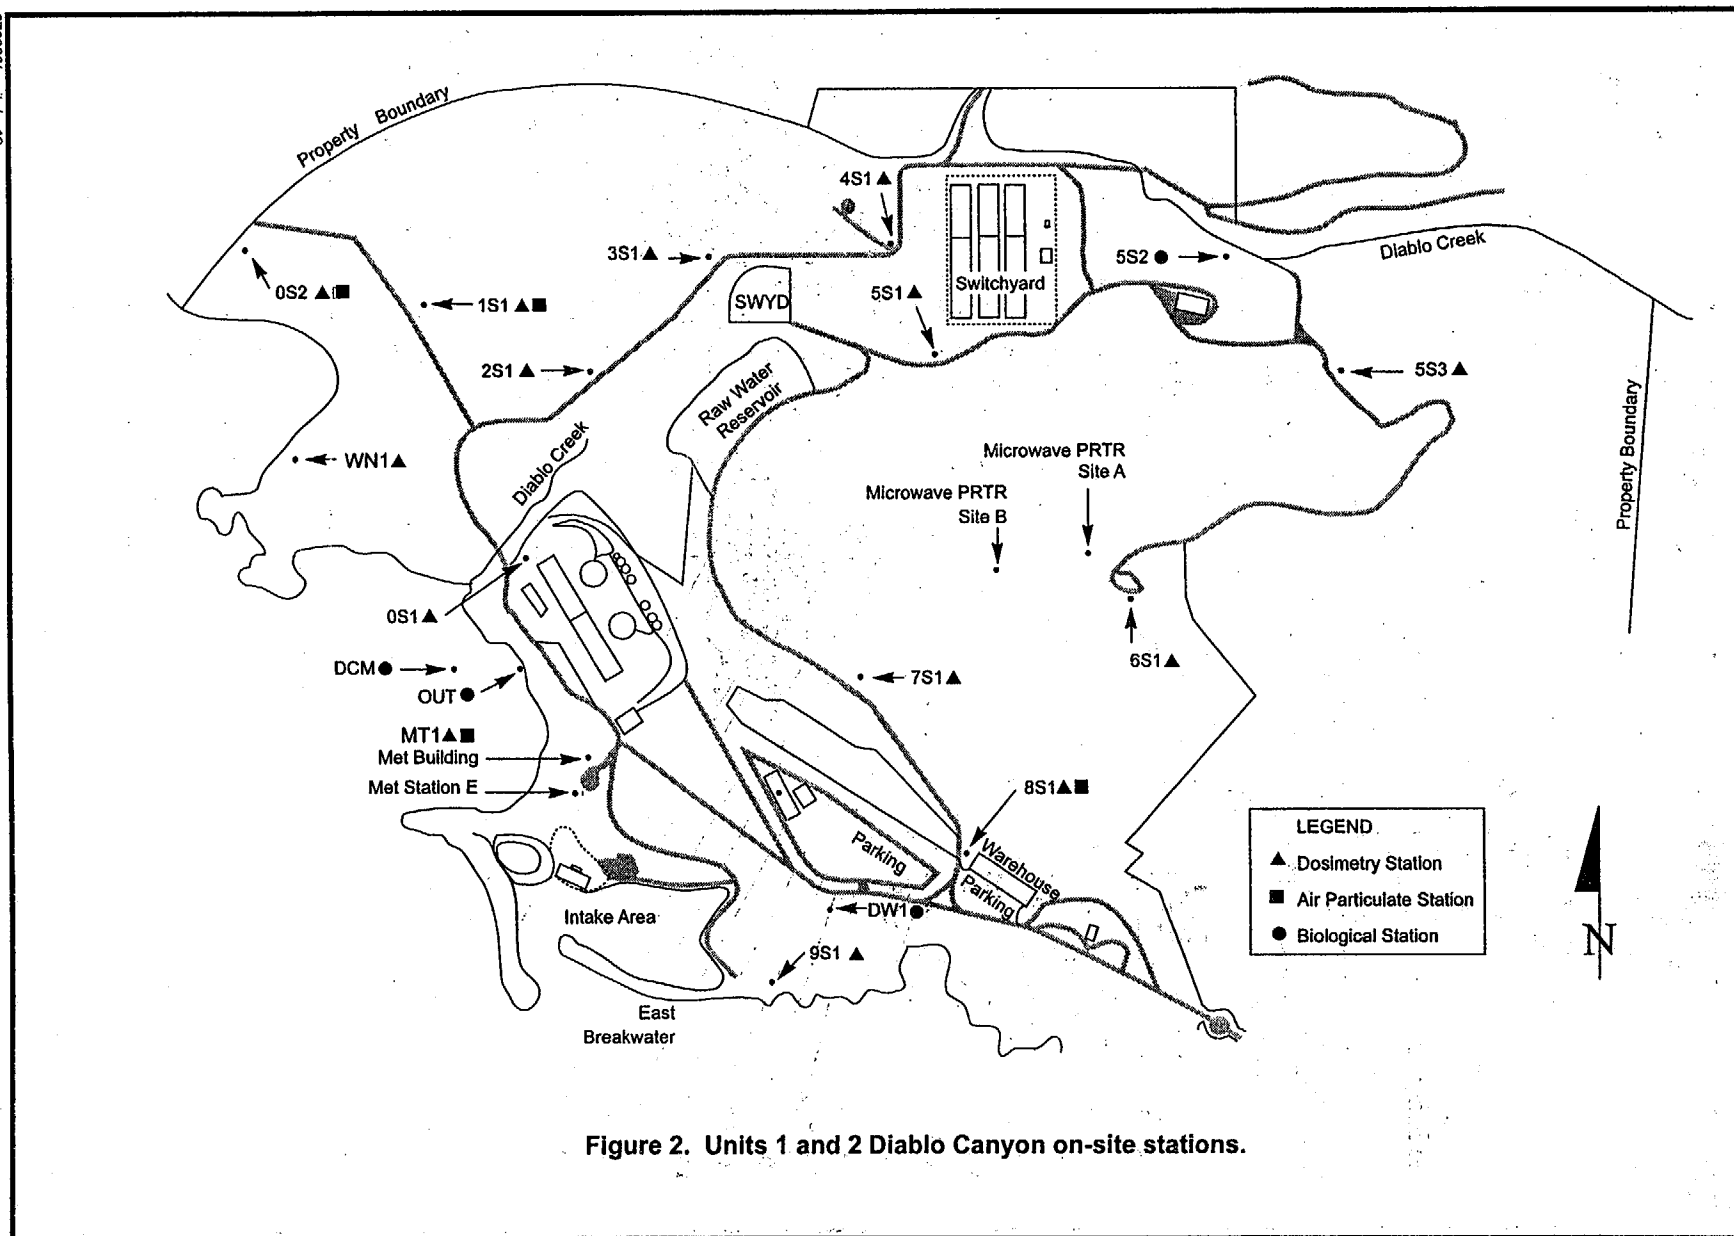 Property Boundary
4S1▲
3S1▲
5S2●
Diablo Creek
0S2▲■
1S1▲■
SWYD
5S1▲
Switchyard
2S1▲
5S3▲
Raw Water
Reservoir
Property Boundary
Diablo Creek
WN1▲
Microwave PRTR
Site A
Microwave PRTR
Site B
0S1▲
DCM●
OUT●
6S1▲
7S1▲
MT1▲■
Met Building
Met Station E
8S1▲■
Parking
Warehouse
Parking
LEGEND
▲ Dosimetry Station
■ Air Particulate Station
● Biological Station
N
Intake Area
DW1●
9S1▲
East
Breakwater
Figure 2. Units 1 and 2 Diablo Canyon on-site stations.